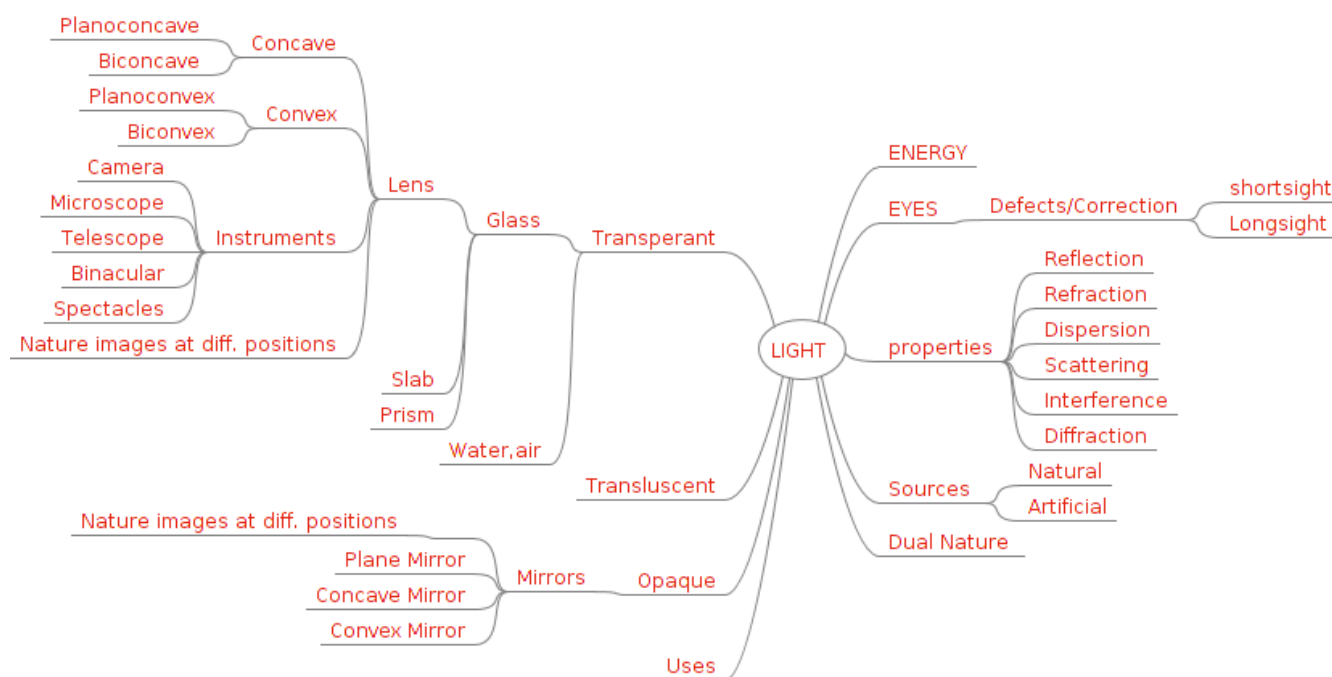 Planoconcave
Biconcave
Concave
Planoconvex
Biconvex
Convex
Camera
Microscope
Telescope
Binacular
Spectacles
Instruments
Nature images at diff. positions
Lens
Slab
Prism
Glass
Water,air
Transperant
Transluscent
Nature images at diff. positions
Plane Mirror
Concave Mirror
Convex Mirror
Mirrors
Opaque
Uses
LIGHT
ENERGY
EYES
Defects/Correction
shortsight
Longsight
properties
Reflection
Refraction
Dispersion
Scattering
Interference
Diffraction
Sources
Natural
Artificial
Dual Nature